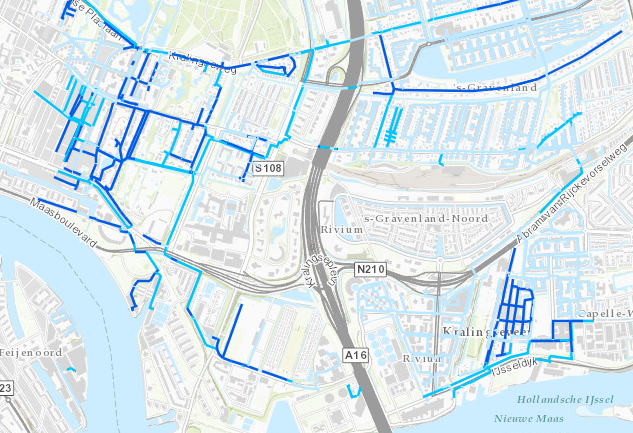 se Plaslaan
Kralingseweg
's-Gravenland
S108
Maasboulevard
s-Gravenland-Noord
Rivium
Abram van Rijckevorselweg
Kralingseplein
N210
Capelle-W
Kralingseveer
Feijenoord
A16
Rivium
IJsseldijk
23
Hollandsche IJssel
Nieuwe Maas